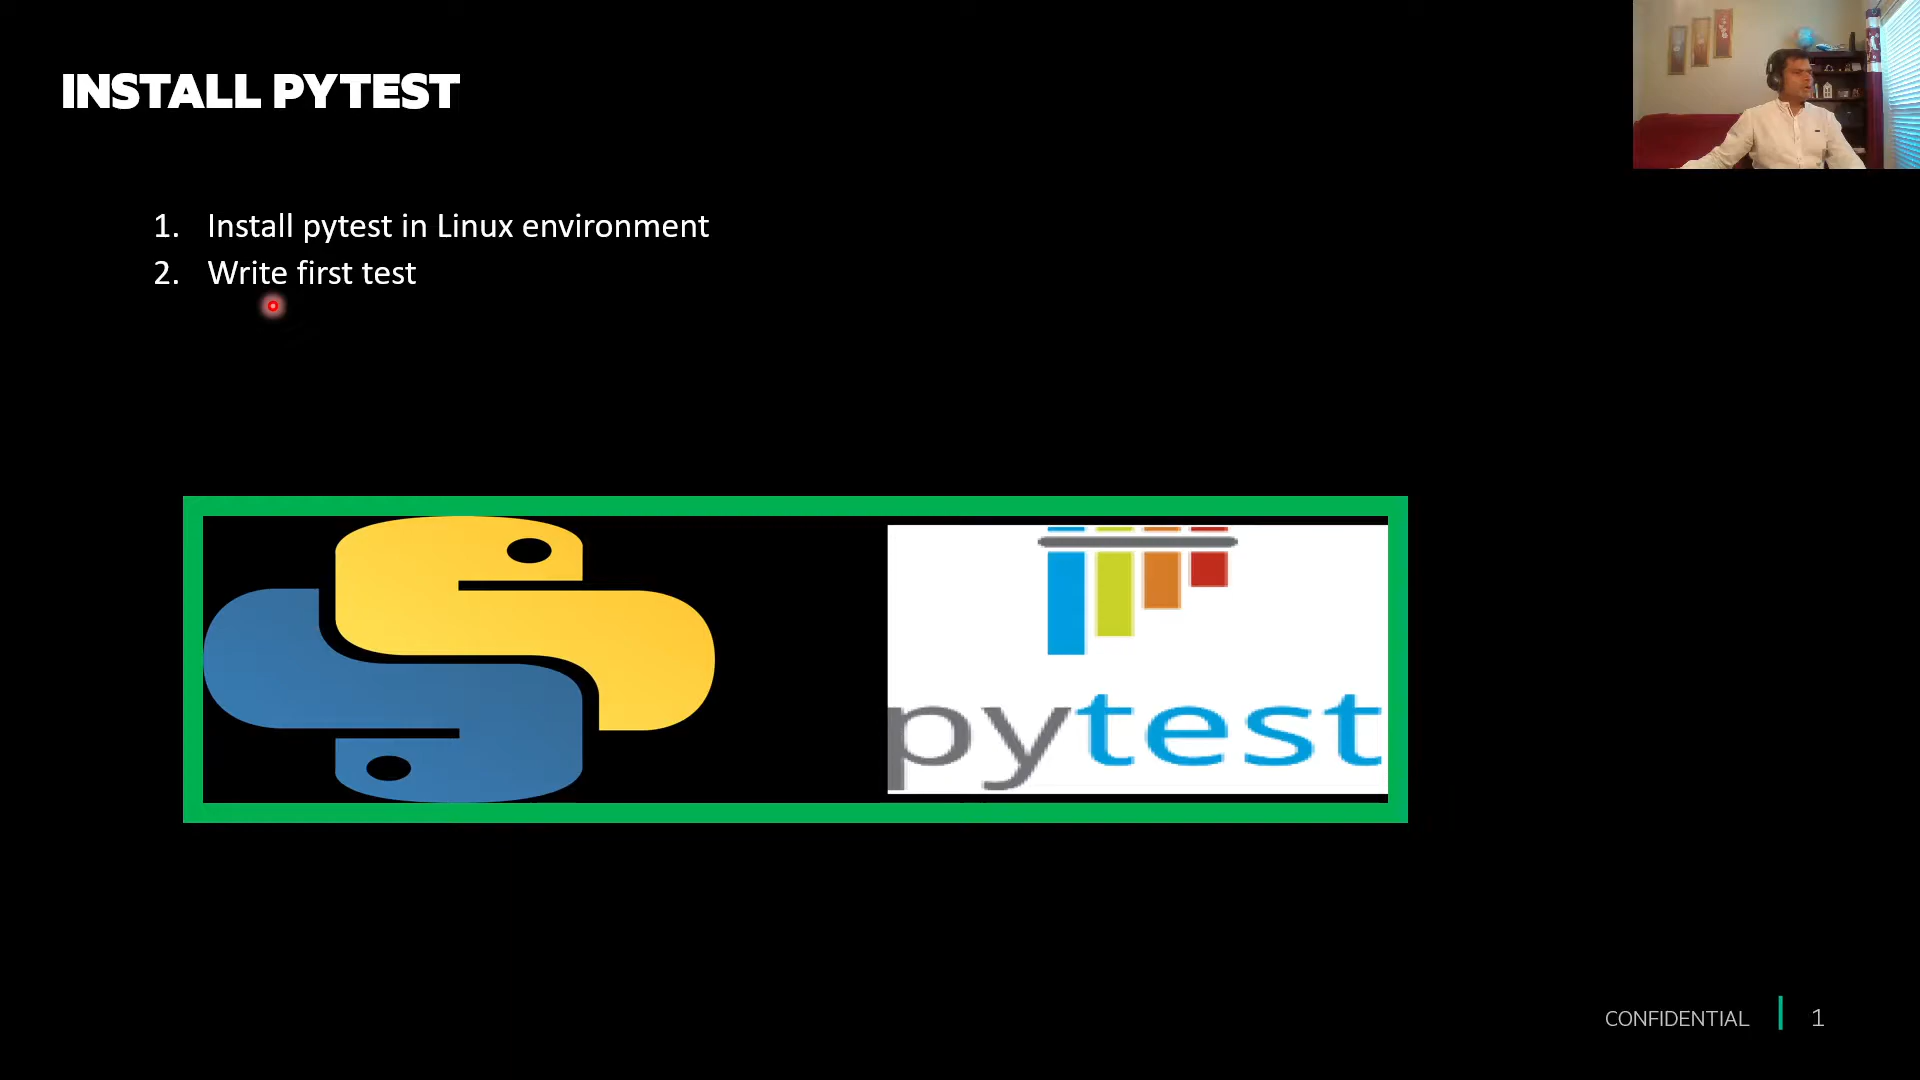 INSTALL PYTEST
1. Install pytest in Linux environment
2. Write first test
pytest
CONFIDENTIAL 1